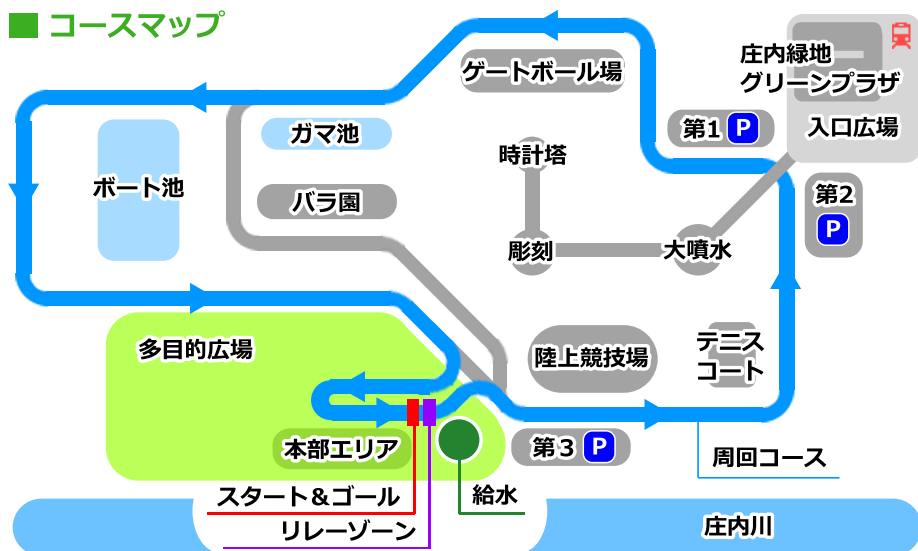 コースマップ
ゲートボール場
庄内緑地
グリーンプラザ
入口広場
第1 P
ガマ池
時計塔
ボート池
バラ園
第2
P
彫刻
大噴水
多目的広場
陸上競技場
テニス
コート
本部エリア
第3 P
周回コース
スタート&ゴール
給水
リレーゾーン
庄内川